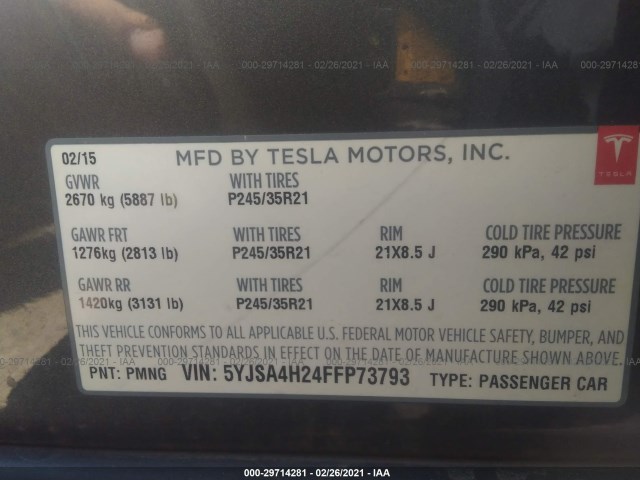 000-29714281 - 02/26/2021 - IAA
02/15 MFD BY TESLA MOTORS, INC.
TESLA
GVWR WITH TIRES
2670 kg (5887 lb) P245/35R21
GAWR FRT WITH TIRES RIM COLD TIRE PRESSURE
1276kg (2813 lb) P245/35R21 21X8.5 J 290 kPa, 42 psi
GAWR RR WITH TIRES RIM COLD TIRE PRESSURE
1420kg (3131 lb) P245/35R21 21X8.5 J 290 kPa, 42 psi
THIS VEHICLE CONFORMS TO ALL APPLICABLE U.S. FEDERAL MOTOR VEHICLE SAFETY, BUMPER, AND
THEFT PREVENTION STANDARDS IN EFFECT ON THE DATE OF MANUFACTURE SHOWN ABOVE.
PNT: PMNG VIN: 5YJSA4H24FFP73793 TYPE: PASSENGER CAR
000-29714281 - 02/26/2021 - IAA